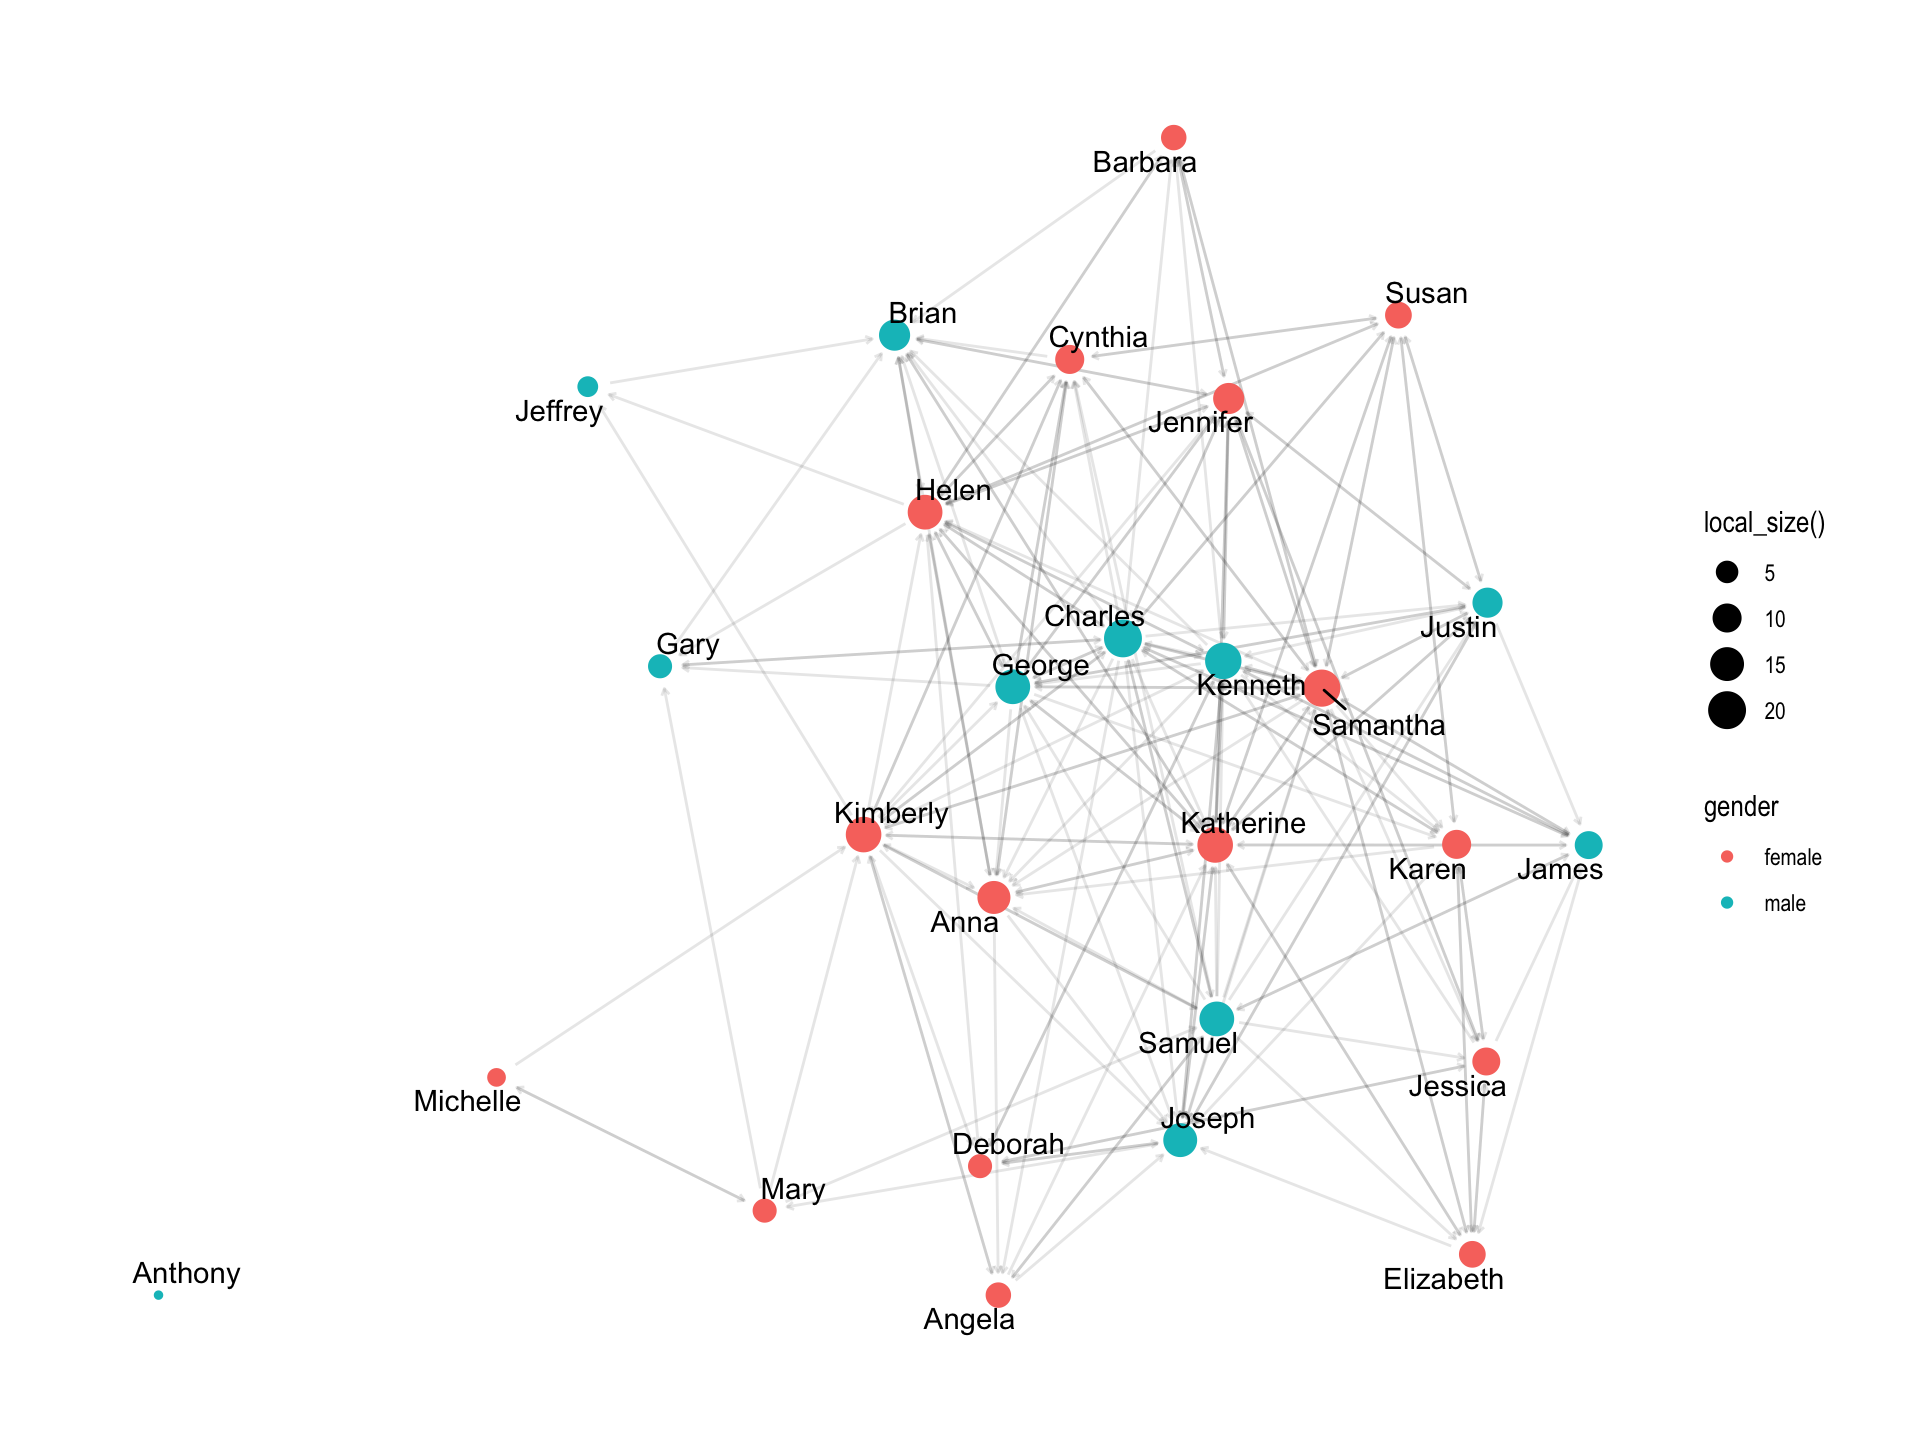 Barbara
Susan
Brian
Cynthia
Jeffrey
Jennifer
Helen
local_size()
5
10
15
20
Charles
Justin
Gary
George
Kenneth
Samantha
gender
female
male
Kimberly
Katherine
Karen
James
Anna
Samuel
Jessica
Michelle
Joseph
Deborah
Mary
Anthony
Elizabeth
Angela